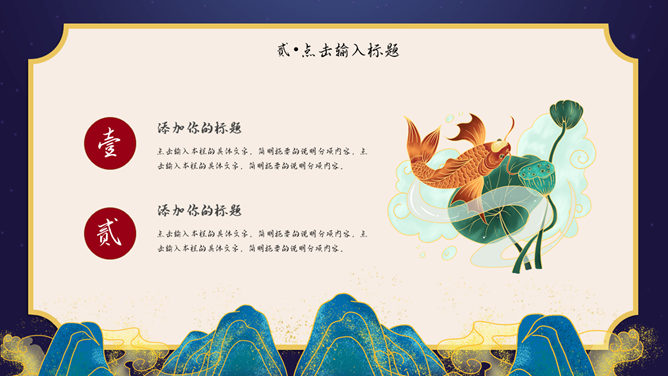 贰•点击输入标题
壹
添加你的标题
点击输入本栏的具体文字，简明扼要的说明分项内容，点
击输入本栏的具体文字，简明扼要的说明分项内容。
贰
添加你的标题
点击输入本栏的具体文字，简明扼要的说明分项内容，点
击输入本栏的具体文字，简明扼要的说明分项内容。